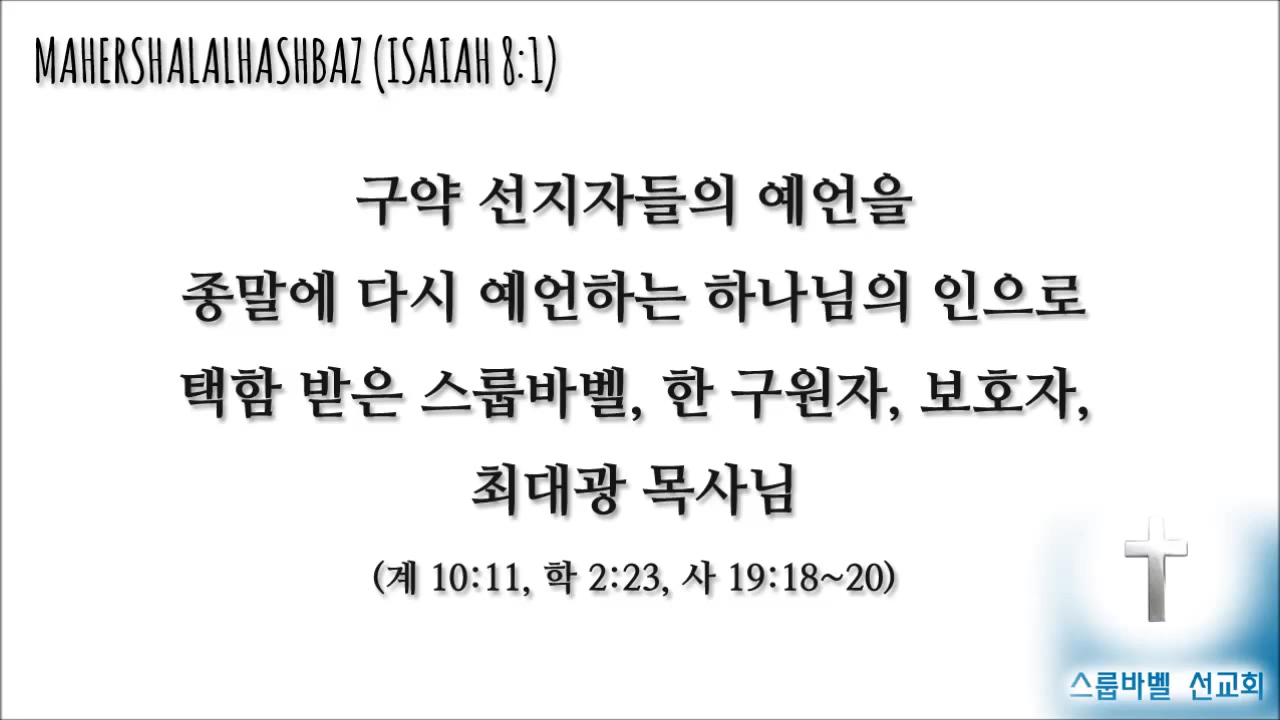 MAHERSHALALHASHBAZ (ISAIAH 8:1)
구약 선지자들의 예언을
종말에 다시 예언하는 하나님의 인으로
택함 받은 스룹바벨, 한 구원자, 보호자,
최대광 목사님
(계 10:11, 학 2:23, 사 19:18~20)
스룹바벨 선교회